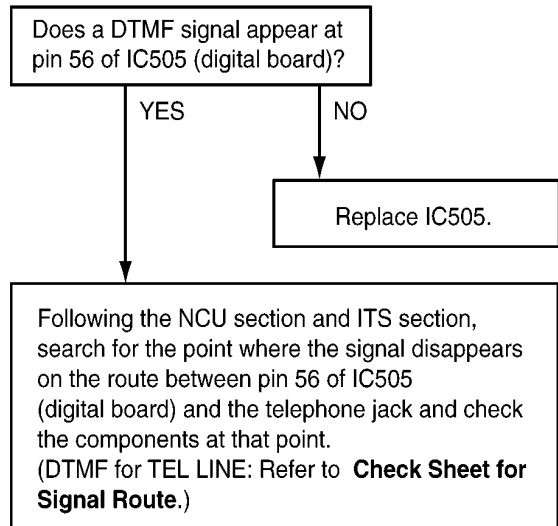 Does a DTMF signal appear at
pin 56 of IC505 (digital board)?
YES
NO
Replace IC505.
Following the NCU section and ITS section,
search for the point where the signal disappears
on the route between pin 56 of IC505
(digital board) and the telephone jack and check
the components at that point.
(DTMF for TEL LINE: Refer to Check Sheet for
Signal Route.)